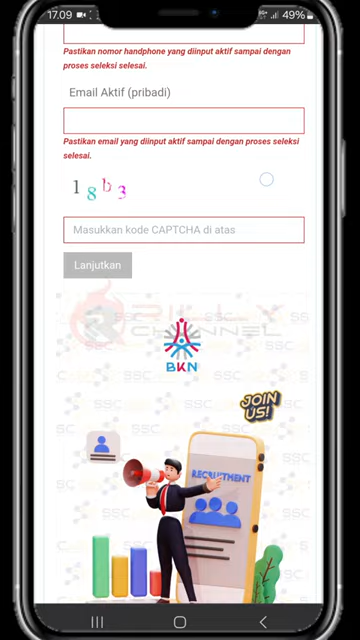 17.09
49%
Pastikan nomor handphone yang diinput aktif sampai dengan
proses seleksi selesai.
Email Aktif (pribadi)
Pastikan email yang diinput aktif sampai dengan proses seleksi
selesai.
1 8 b 3
Masukkan kode CAPTCHA di atas
Lanjutkan
CHANNEL
BKN
JOIN
US!
RECRUITMENT